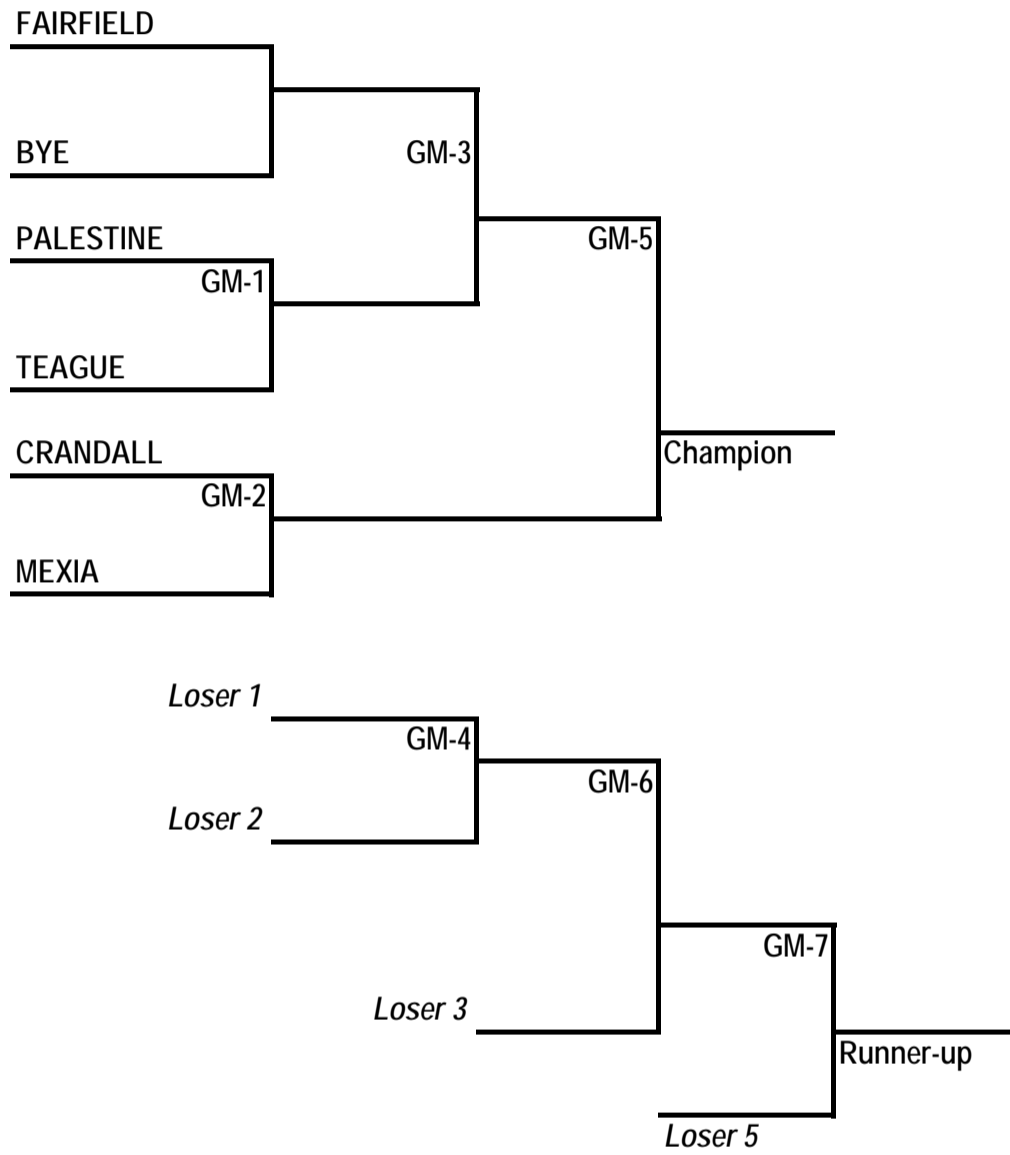 FAIRFIELD
BYE
GM-3
PALESTINE
GM-5
GM-1
TEAGUE
CRANDALL
Champion
GM-2
MEXIA
Loser 1
GM-4
GM-6
Loser 2
GM-7
Loser 3
Runner-up
Loser 5